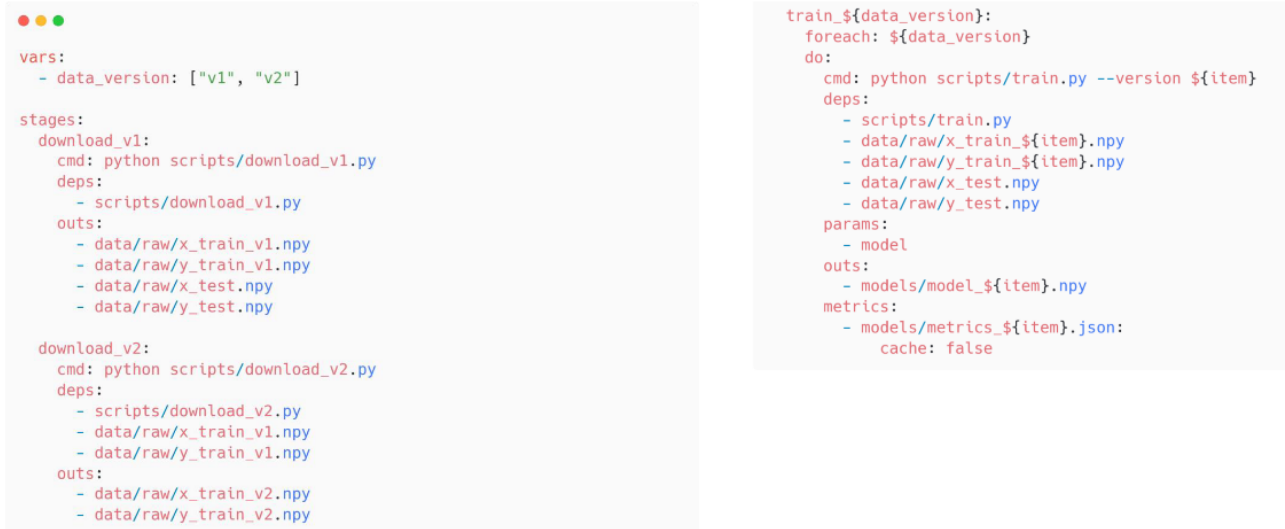 vars:
  - data_version: ["v1", "v2"]

stages:
  download_v1:
    cmd: python scripts/download_v1.py
    deps:
      - scripts/download_v1.py
    outs:
      - data/raw/x_train_v1.npy
      - data/raw/y_train_v1.npy
      - data/raw/x_test.npy
      - data/raw/y_test.npy

  download_v2:
    cmd: python scripts/download_v2.py
    deps:
      - scripts/download_v2.py
      - data/raw/x_train_v1.npy
      - data/raw/y_train_v1.npy
    outs:
      - data/raw/x_train_v2.npy
      - data/raw/y_train_v2.npy

  train_${data_version}:
    foreach: ${data_version}
    do:
      cmd: python scripts/train.py --version ${item}
      deps:
        - scripts/train.py
        - data/raw/x_train_${item}.npy
        - data/raw/y_train_${item}.npy
        - data/raw/x_test.npy
        - data/raw/y_test.npy
      params:
        - model
      outs:
        - models/model_${item}.npy
      metrics:
        - models/metrics_${item}.json:
            cache: false